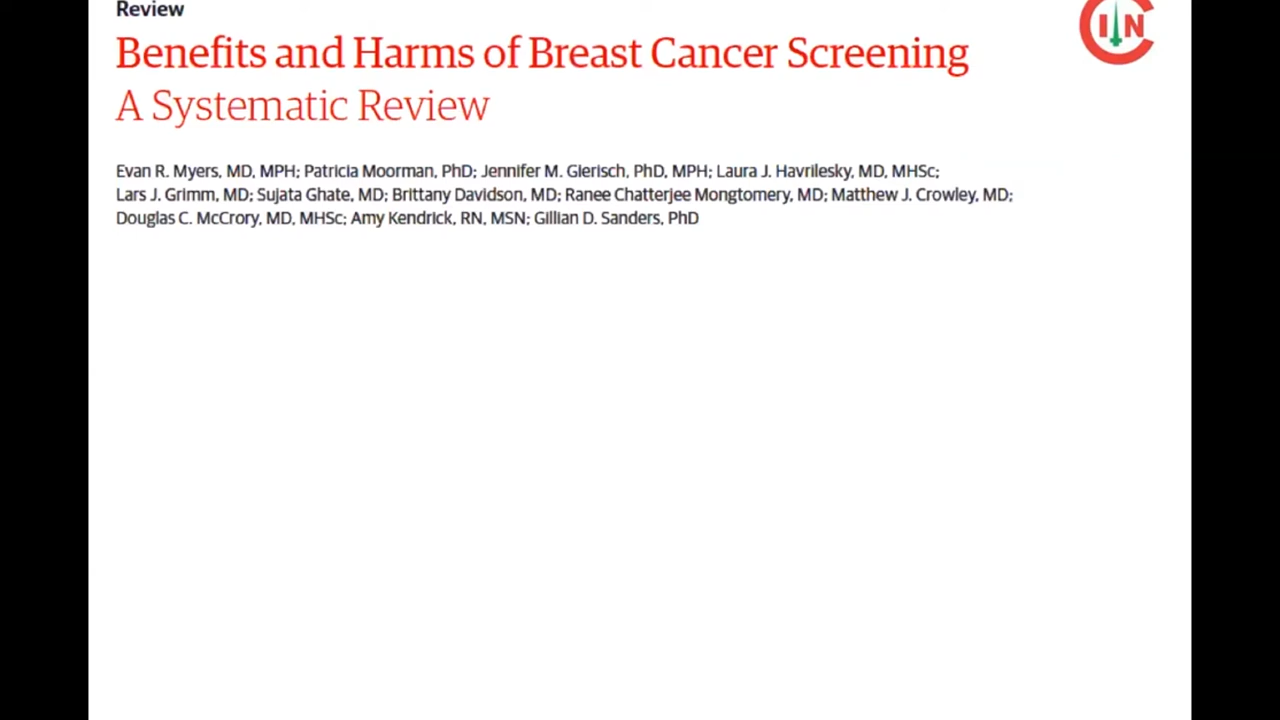 Review
Benefits and Harms of Breast Cancer Screening
A Systematic Review
Evan R. Myers, MD, MPH; Patricia Moorman, PhD; Jennifer M. Gierisch, PhD, MPH; Laura J. Havrilesky, MD, MHSc;
Lars J. Grimm, MD; Sujata Ghate, MD; Brittany Davidson, MD; Ranee Chatterjee Mongtomery, MD; Matthew J. Crowley, MD;
Douglas C. McCrory, MD, MHSc; Amy Kendrick, RN, MSN; Gillian D. Sanders, PhD
CIN